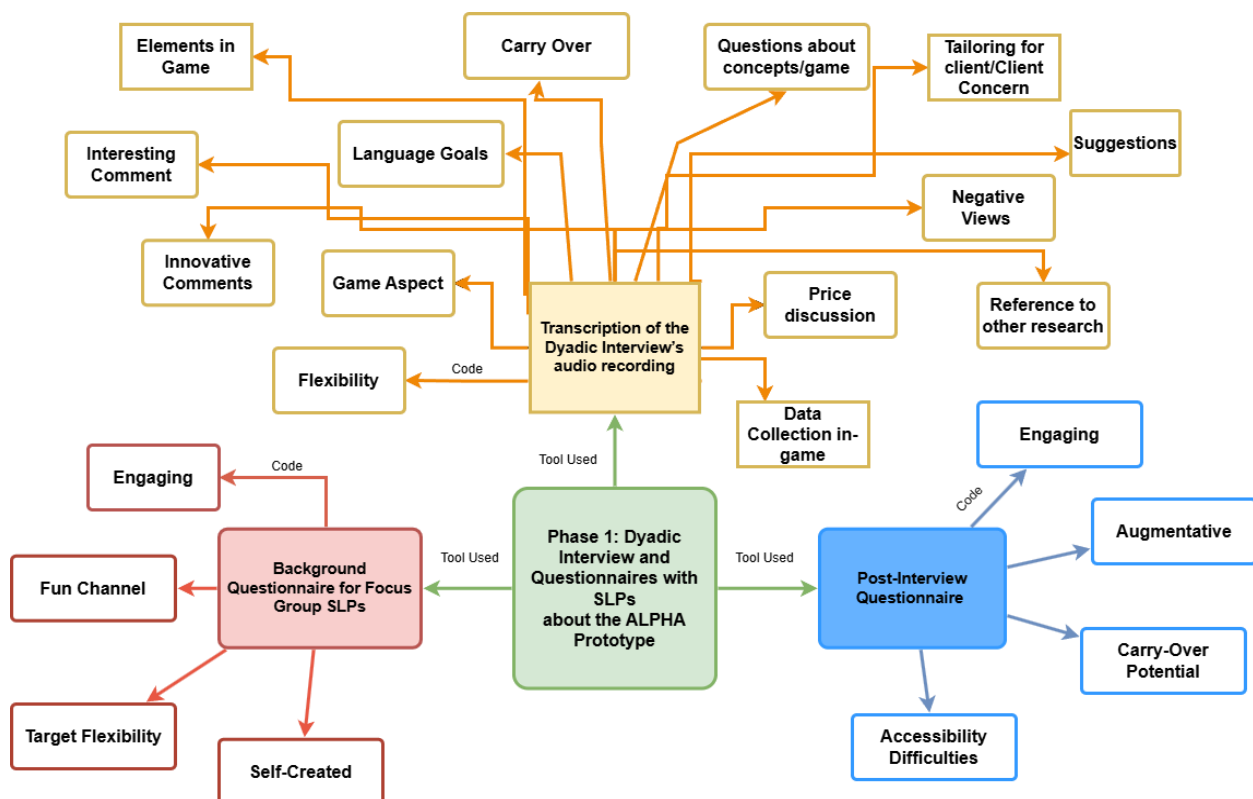 Elements in
Game
Carry Over
Questions about
concepts/game
Tailoring for
client/Client
Concern
Interesting
Comment
Language Goals
Suggestions
Innovative
Comments
Game Aspect
Negative
Views
Transcription of the
Dyadic Interview's
audio recording
Price
discussion
Reference to
other research
Flexibility
Code
Data
Collection in-
game
Engaging
Code
Tool Used
Engaging
Code
Fun Channel
Background
Questionnaire for Focus
Group SLPs
Tool Used
Phase 1: Dyadic
Interview and
Questionnaires with
SLPs
about the ALPHA
Prototype
Tool Used
Post-Interview
Questionnaire
Augmentative
Target Flexibility
Self-Created
Accessibility
Difficulties
Carry-Over
Potential